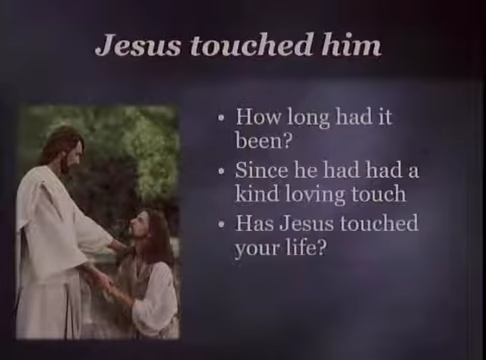 Jesus touched him
• How long had it
been?
• Since he had had a
kind loving touch
• Has Jesus touched
your life?